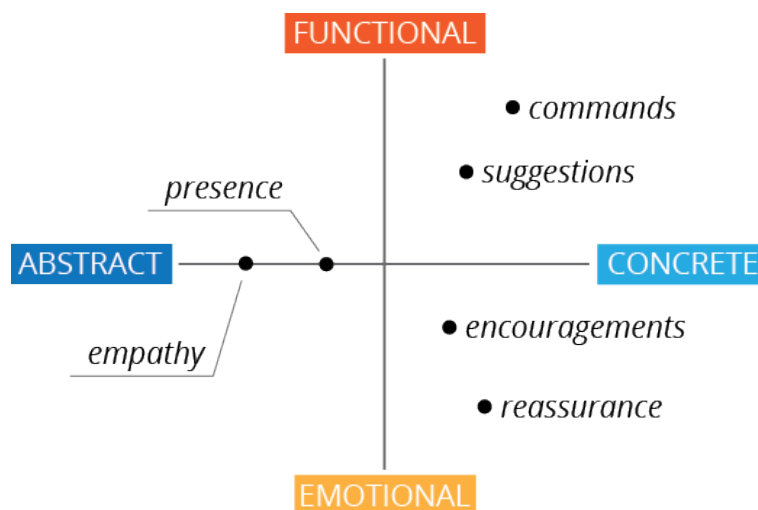 FUNCTIONAL
commands
suggestions
presence
ABSTRACT
CONCRETE
encouragements
empathy
reassurance
EMOTIONAL